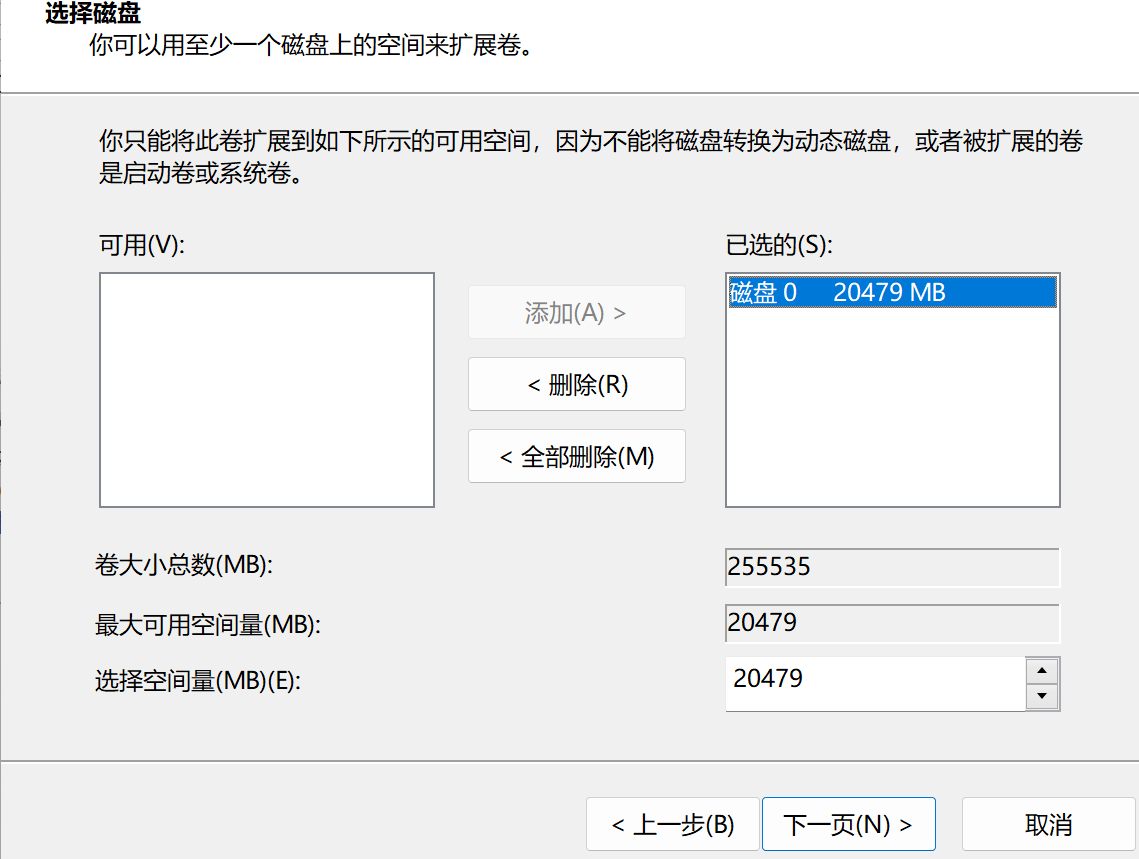 选择磁盘
你可以用至少一个磁盘上的空间来扩展卷。
你只能将此卷扩展到如下所示的可用空间，因为不能将磁盘转换为动态磁盘，或者被扩展的卷
是启动卷或系统卷。
可用(V):
已选的(S):
磁盘 0 20479 MB
添加(A) >
< 删除(R)
< 全部删除(M)
卷大小总数(MB):
255535
最大可用空间量(MB):
20479
选择空间量(MB)(E):
20479
< 上一步(B)
下一页(N) >
取消